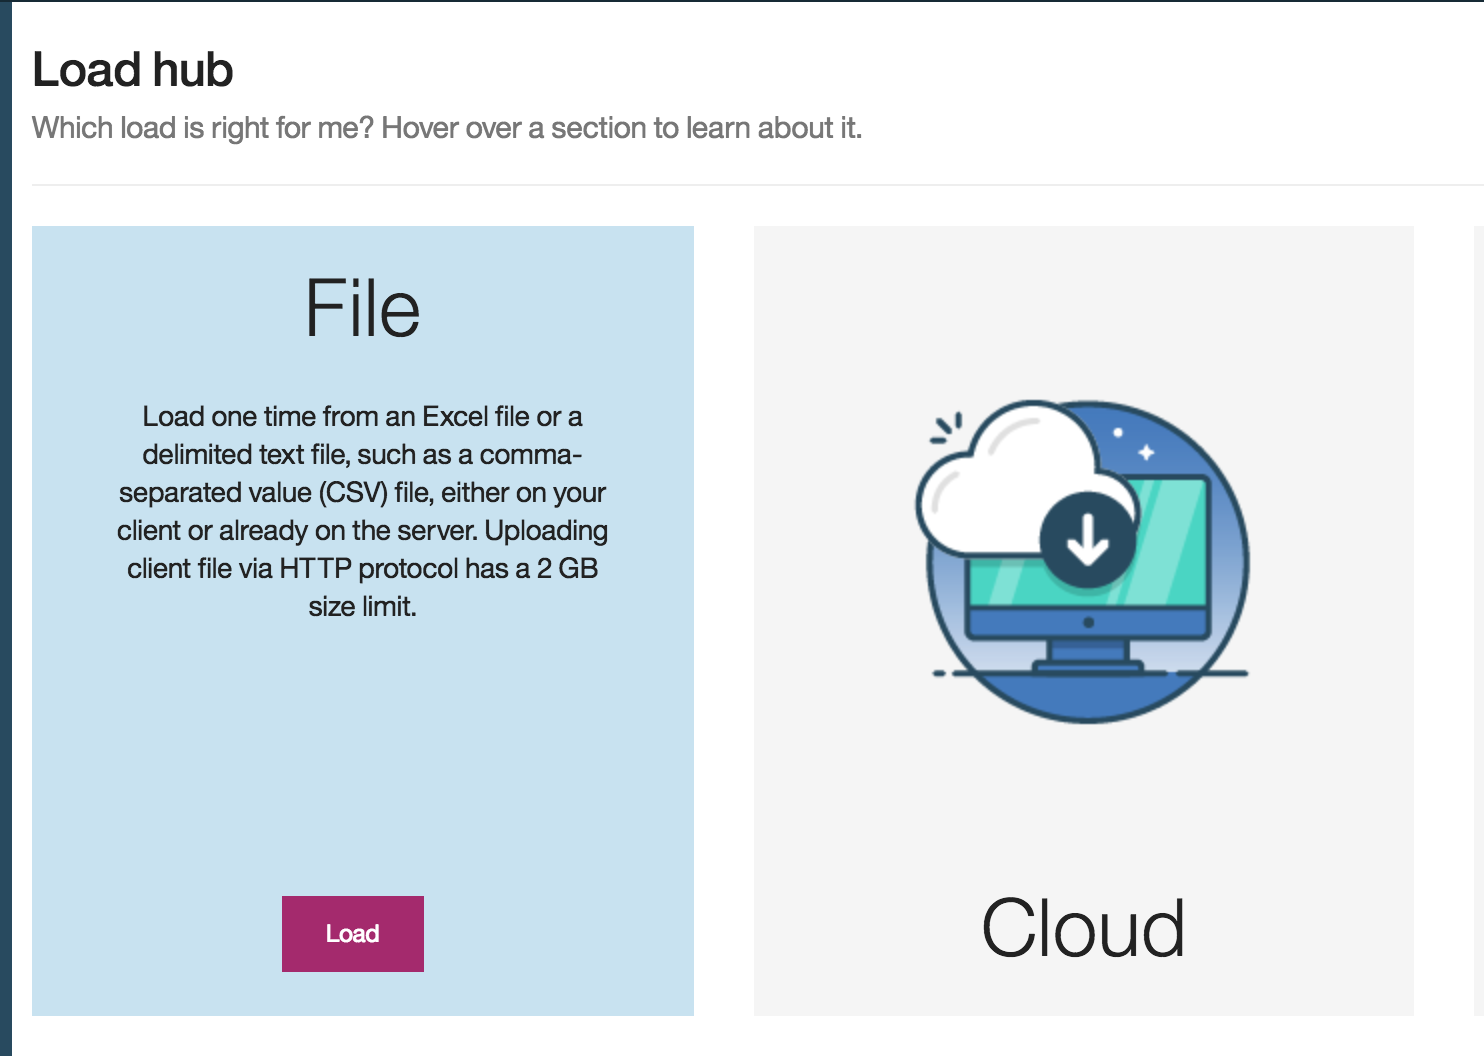 Load hub
Which load is right for me? Hover over a section to learn about it.
File
Load one time from an Excel file or a
delimited text file, such as a comma-
separated value (CSV) file, either on your
client or already on the server. Uploading
client file via HTTP protocol has a 2 GB
size limit.
Load
Cloud